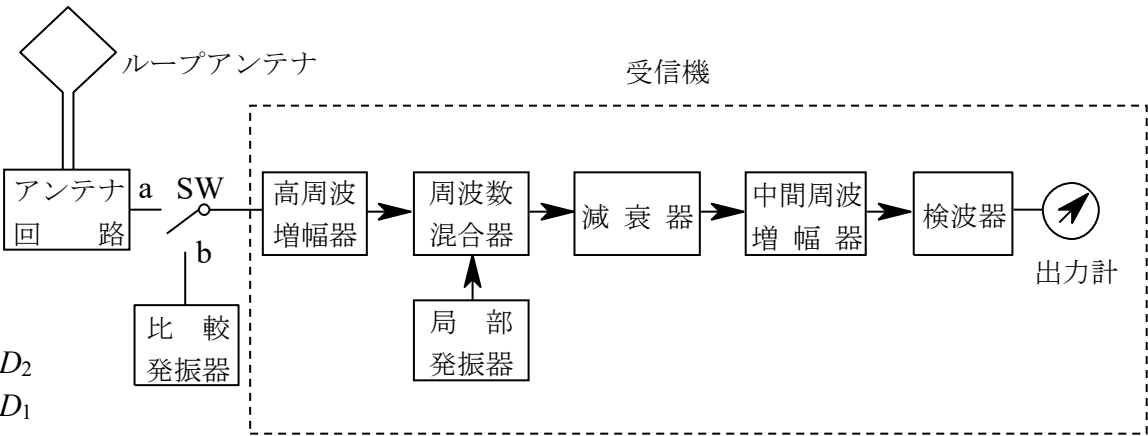 ループアンテナ
受信機
アンテナ
回 路
a
SW
b
高周波
増幅器
周波数
混合器
減 衰 器
中間周波
増 幅 器
検波器
出力計
比 較
発振器
局 部
発振器
D2
D1